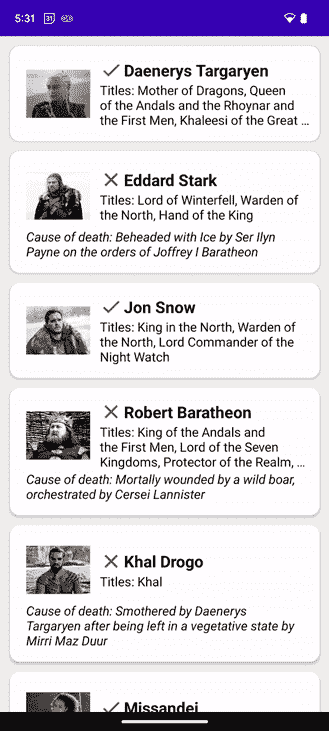 5:31
31
Daenerys Targaryen
Titles: Mother of Dragons, Queen
of the Andals and the Rhoynar and
the First Men, Khaleesi of the Great ...
Eddard Stark
Titles: Lord of Winterfell, Warden of
the North, Hand of the King
Cause of death: Beheaded with Ice by Ser Ilyn
Payne on the orders of Joffrey I Baratheon
Jon Snow
Titles: King in the North, Warden of
the North, Lord Commander of the
Night Watch
Robert Baratheon
Titles: King of the Andals and
the First Men, Lord of the Seven
Kingdoms, Protector of the Realm, ...
Cause of death: Mortally wounded by a wild boar,
orchestrated by Cersei Lannister
Khal Drogo
Titles: Khal
Cause of death: Smothered by Daenerys
Targaryen after being left in a vegetative state by
Mirri Maz Duur
Missandei